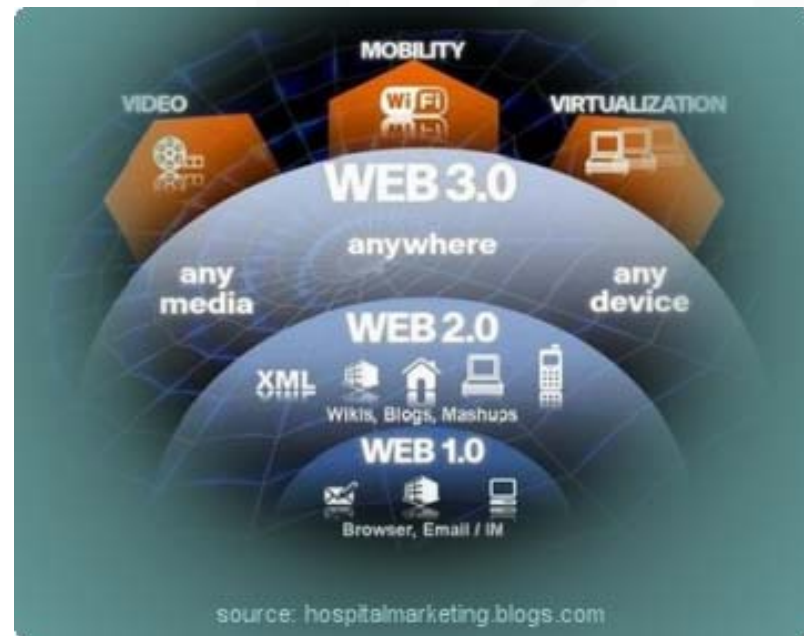 MOBILITY
VIDEO
WiFi
VIRTUALIZATION
WEB 3.0
anywhere
any
media
any
device
WEB 2.0
XML
Wikis, Blogs, Mashups
WEB 1.0
Browser, Email / IM
source: hospitalmarketing.blogs.com